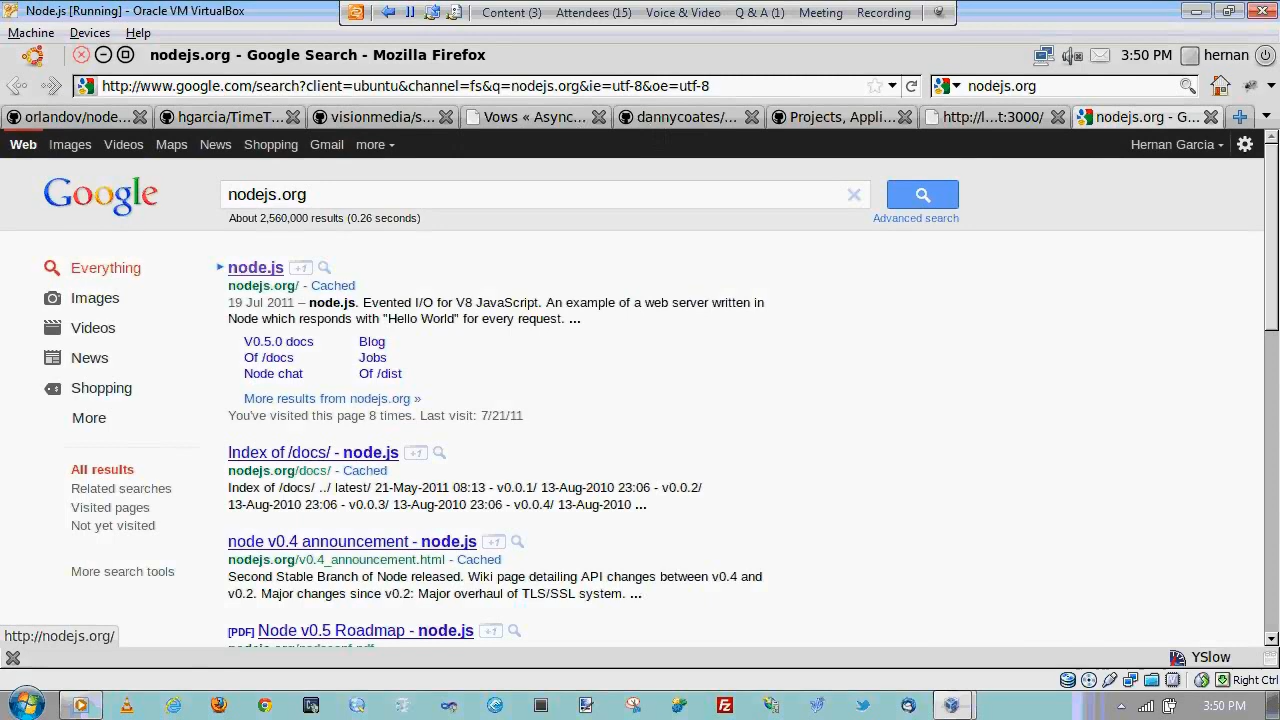 Node.js [Running] - Oracle VM VirtualBox
Content (3) Attendees (15) Voice & Video Q & A (1) Meeting Recording
Machine Devices Help
nodejs.org - Google Search - Mozilla Firefox 3:50 PM hernan
http://www.google.com/search?client=ubuntu&channel=fs&q=nodejs.org&ie=utf-8&oe=utf-8 nodejs.org
orlandov/node... hgarcia/TimeT... visionmedia/s... Vows « Async... dannycoates/... Projects, Appli... http://l...t:3000/ nodejs.org - G...
Web Images Videos Maps News Shopping Gmail more Hernan Garcia
Google nodejs.org
About 2,560,000 results (0.26 seconds) Advanced search
Everything
Images
Videos
News
Shopping
More
All results
Related searches
Visited pages
Not yet visited
More search tools
node.js +1
nodejs.org/ - Cached
19 Jul 2011 – node.js. Evented I/O for V8 JavaScript. An example of a web server written in
Node which responds with "Hello World" for every request. ...
V0.5.0 docs Blog
Of /docs Jobs
Node chat Of /dist
More results from nodejs.org »
You've visited this page 8 times. Last visit: 7/21/11
Index of /docs/ - node.js +1
nodejs.org/docs/ - Cached
Index of /docs/ ../ latest/ 21-May-2011 08:13 - v0.0.1/ 13-Aug-2010 23:06 - v0.0.2/
13-Aug-2010 23:06 - v0.0.3/ 13-Aug-2010 23:06 - v0.0.4/ 13-Aug-2010 ...
node v0.4 announcement - node.js +1
nodejs.org/v0.4_announcement.html - Cached
Second Stable Branch of Node released. Wiki page detailing API changes between v0.4 and
v0.2. Major changes since v0.2: Major overhaul of TLS/SSL system. ...
[PDF] Node v0.5 Roadmap - node.js +1
http://nodejs.org/
YSlow
Right Ctrl
3:50 PM